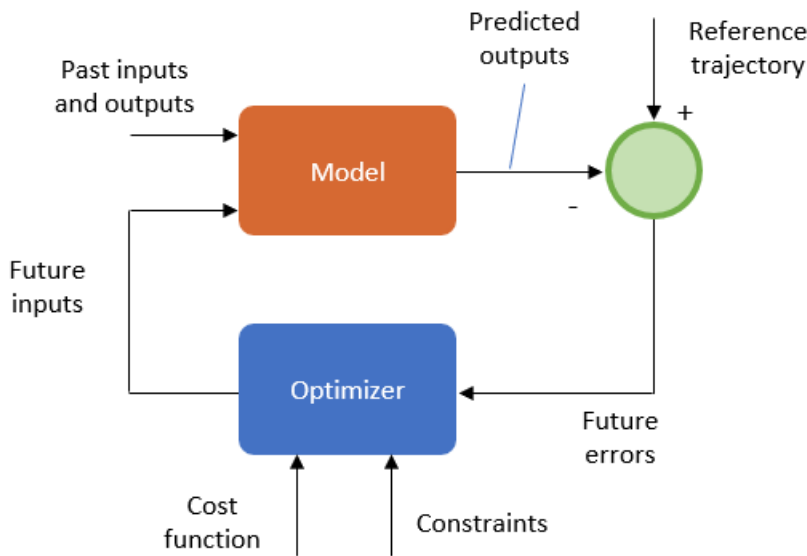 Predicted
outputs
Reference
trajectory
Past inputs
and outputs
+
Model
-
Future
inputs
Optimizer
Future
errors
Cost
function
Constraints